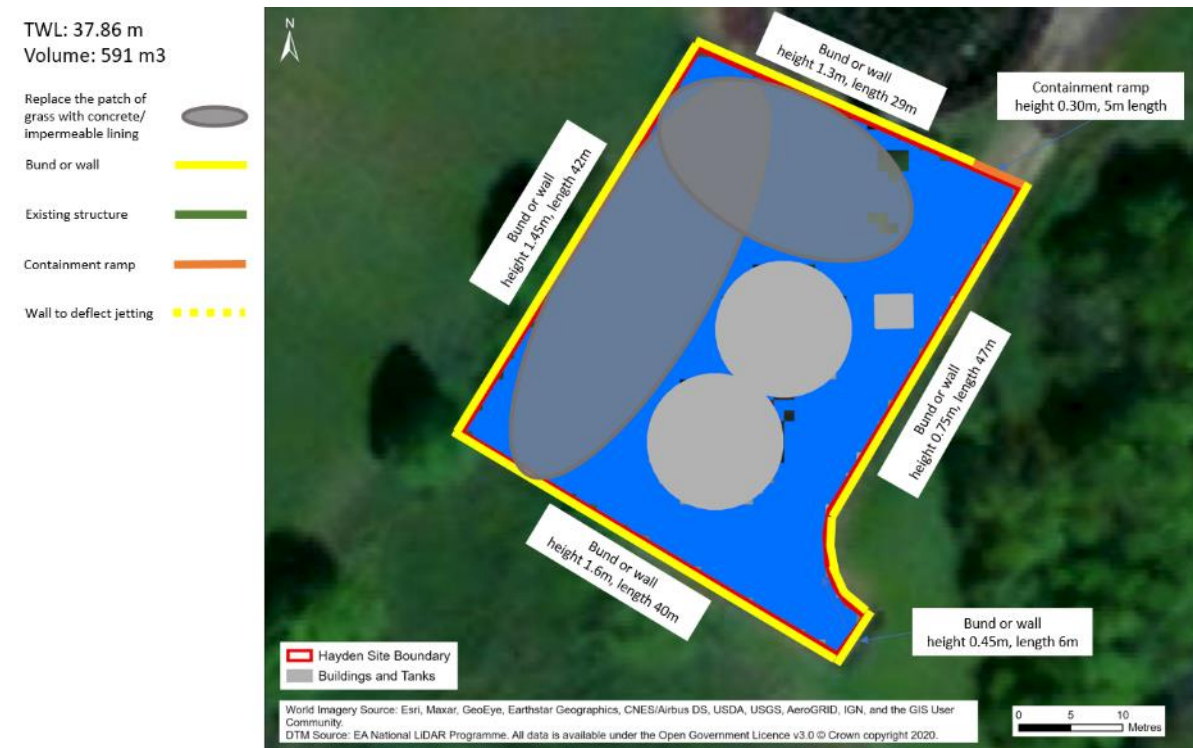 TWL: 37.86 m
Volume: 591 m3
Replace the patch of
grass with concrete/
impermeable lining
Bund or wall
Existing structure
Containment ramp
Wall to deflect jetting
N
Bund or wall
height 1.3m, length 29m
Containment ramp
height 0.30m, 5m length
Bund or wall
height 1.45m, length 42m
Bund or wall
height 0.75m, length 47m
Bund or wall
height 1.6m, length 40m
Bund or wall
height 0.45m, length 6m
Hayden Site Boundary
Buildings and Tanks
World Imagery Source: Esri, Maxar, GeoEye, Earthstar Geographics, CNES/Airbus DS, USDA, USGS, AeroGRID, IGN, and the GIS User
Community.
DTM Source: EA National LiDAR Programme. All data is available under the Open Government Licence v3.0 © Crown copyright 2020.
0 5 10
Metres